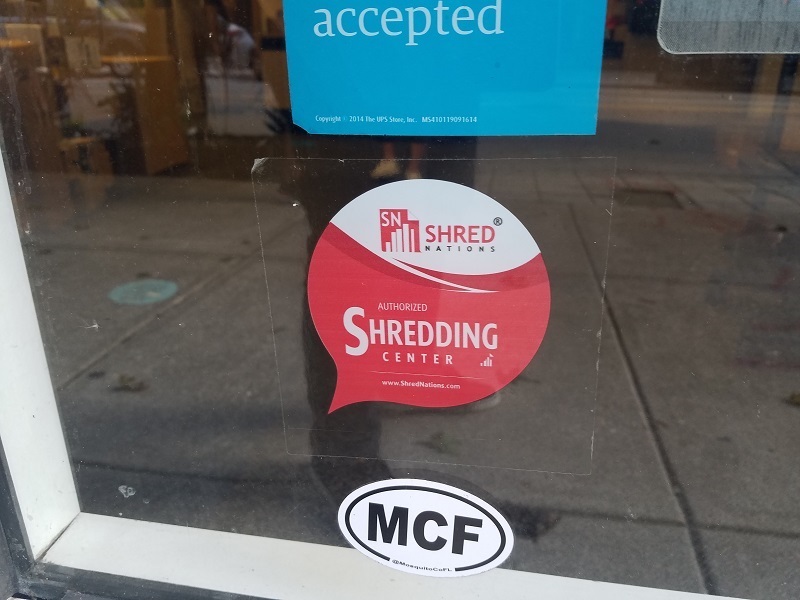 accepted
Copyright © 2014 The UPS Store, Inc. MS410119091614
SN
SHRED®
NATIONS
AUTHORIZED
SHREDDING
CENTER
www.ShredNations.com
MCF
@MosquitoCoFL